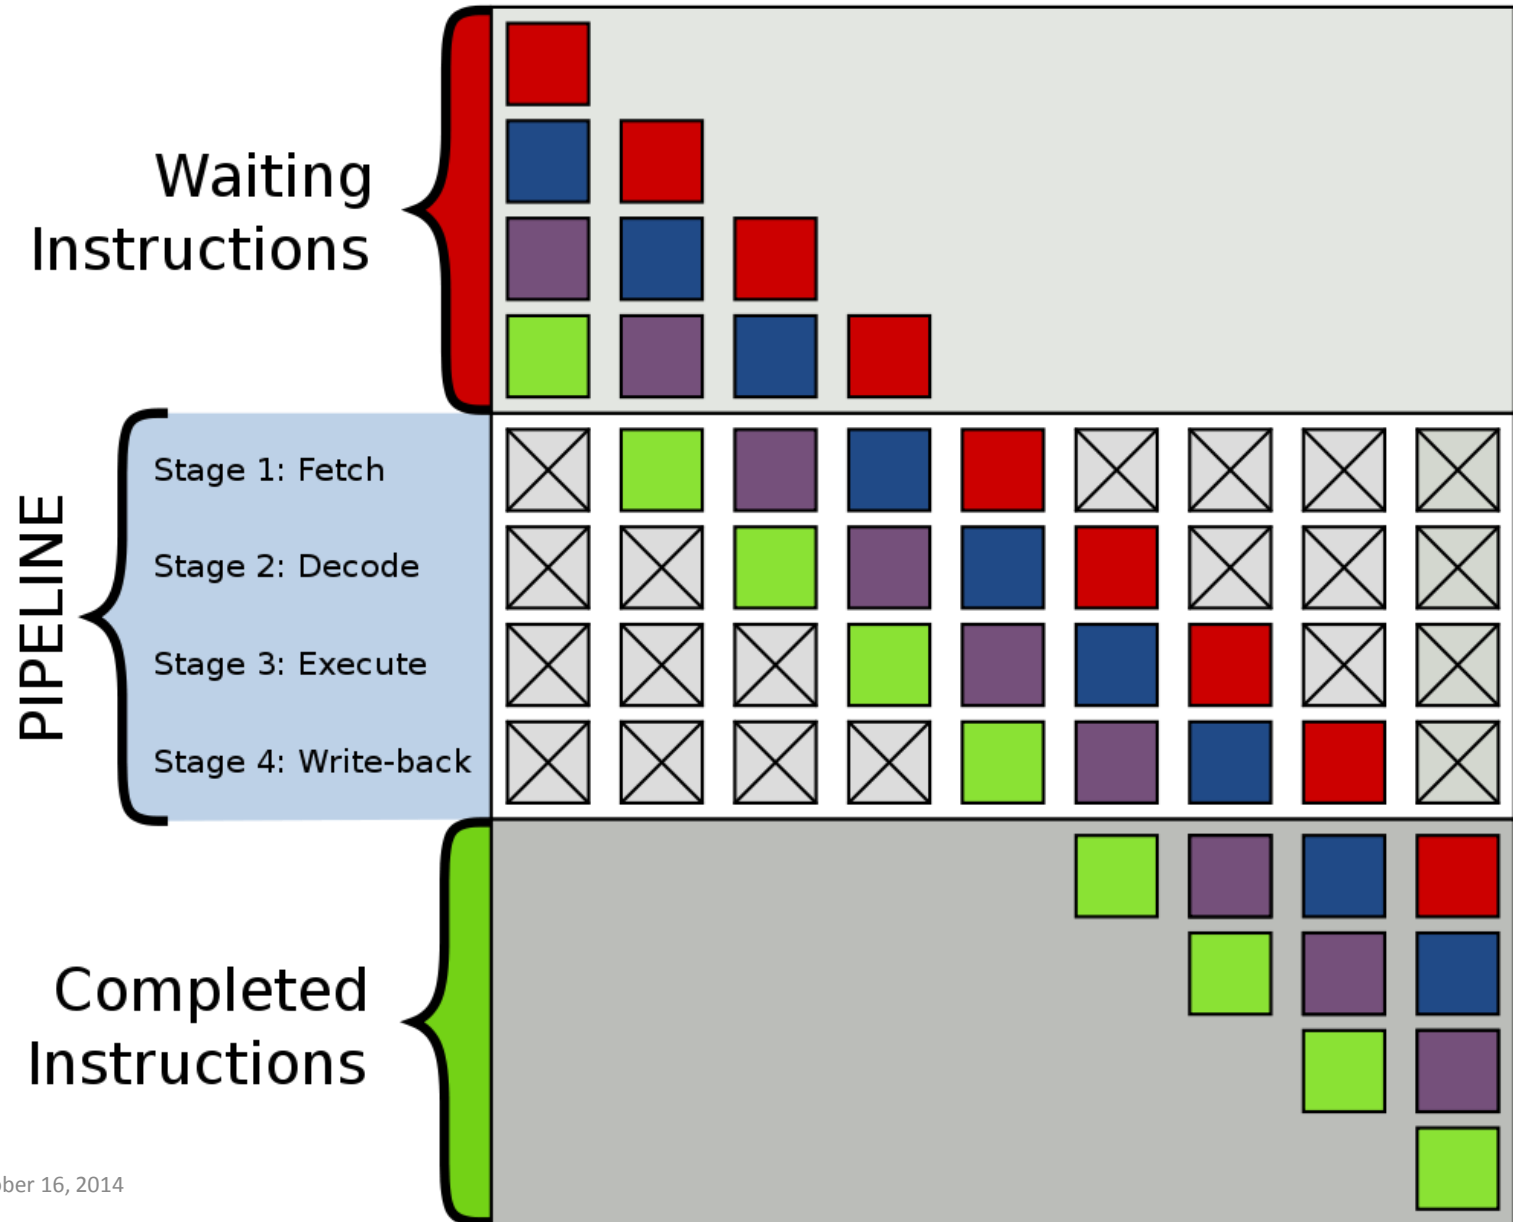 Waiting
Instructions
PIPELINE
Stage 1: Fetch
Stage 2: Decode
Stage 3: Execute
Stage 4: Write-back
Completed
Instructions
16, 2014